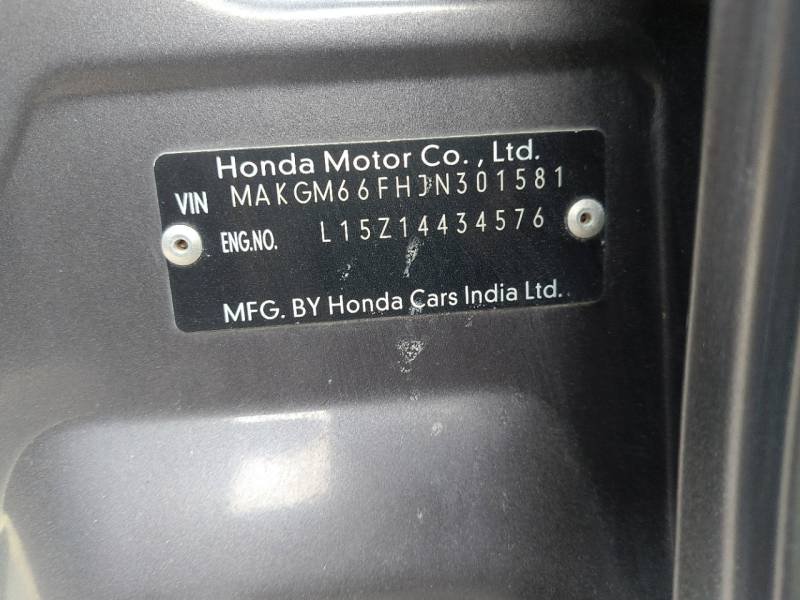 Honda Motor Co., Ltd.
VIN MAKGM66FHJN301581
ENG.NO. L15Z14434576
MFG. BY Honda Cars India Ltd.